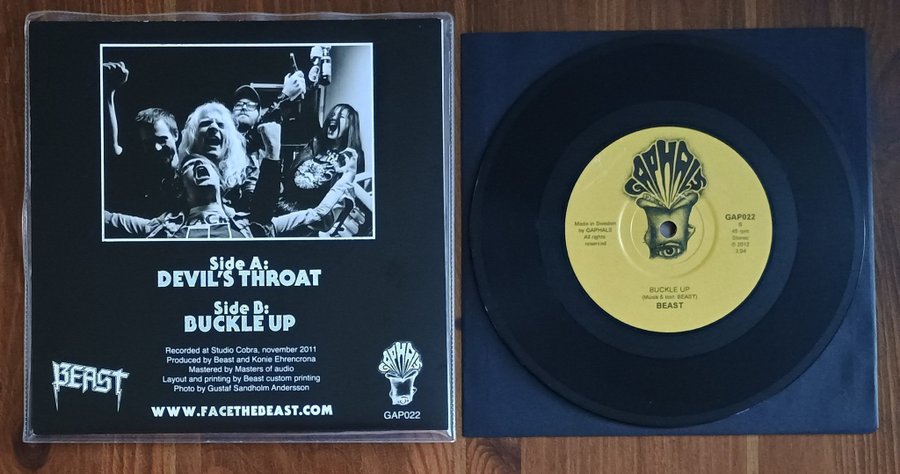 Side A:
DEVIL'S THROAT
Side B:
BUCKLE UP
Recorded at Studio Cobra, november 2011
Produced by Beast and Konie Ehrencrona
Mastered by Masters of audio
Layout and printing by Beast custom printing
Photo by Gustaf Sandholm Andersson
WWW.FACETHEBEAST.COM
BEAST
GAPHALS
GAP022
GAPHALS
Made in Sweden
by GAPHALS
All rights
reserved
GAP022
B
45 rpm
Stereo
℗ 2012
3:04
BUCKLE UP
(Musik & text: BEAST)
BEAST